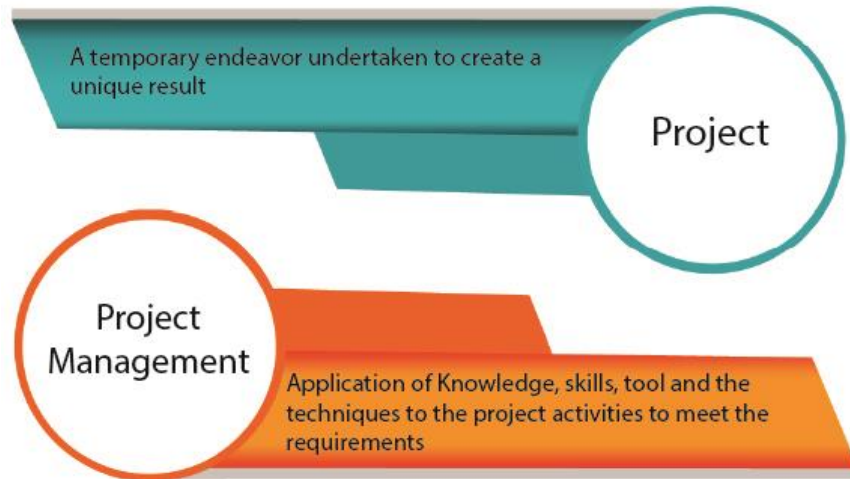 A temporary endeavor undertaken to create a
unique result
Project
Project
Management
Application of Knowledge, skills, tool and the
techniques to the project activities to meet the
requirements